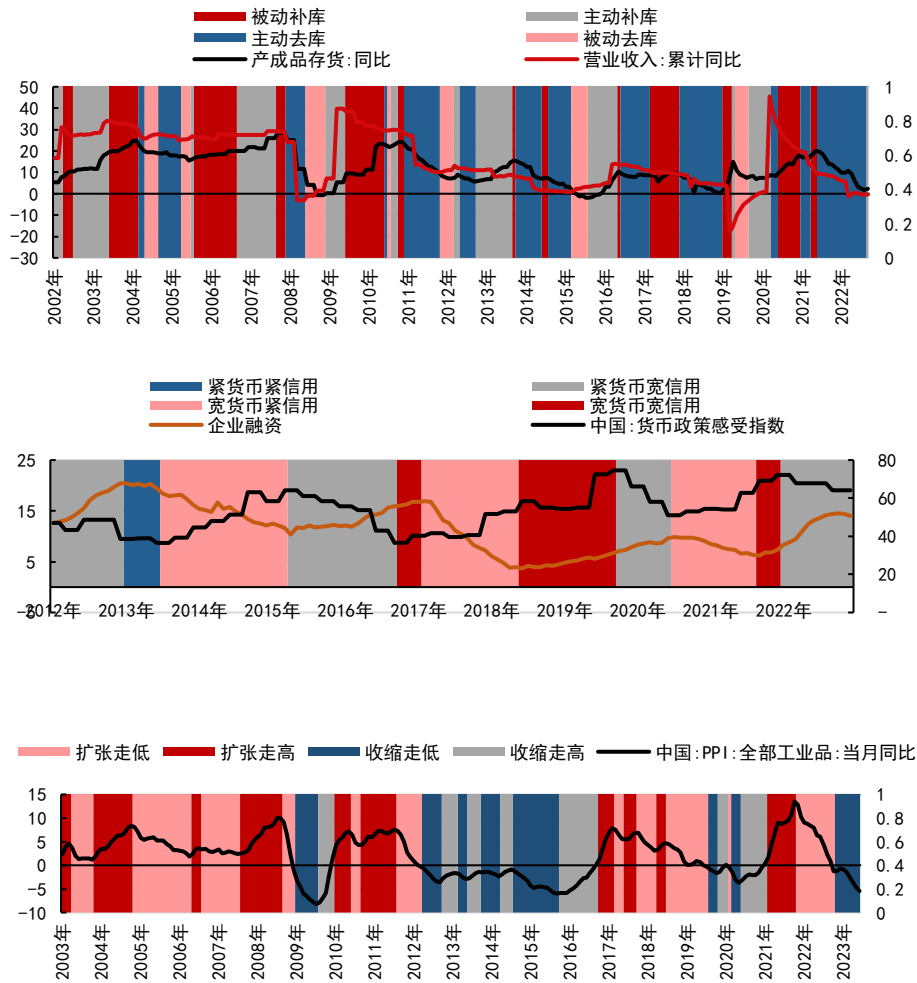 被动补库 主动补库
主动去库 被动去库
产成品存货:同比 营业收入:累计同比
50 1
40 0.8
30
20 0.6
10
0 0.4
-10
-20 0.2
-30 0
2002年 2003年 2004年 2005年 2006年 2007年 2008年 2009年 2010年 2011年 2012年 2013年 2014年 2015年 2016年 2017年 2018年 2019年 2020年 2021年 2022年
紧货币紧信用 紧货币宽信用
宽货币紧信用 宽货币宽信用
企业融资 中国:货币政策感受指数
25 80
60
15
40
5
20
-5 -
2012年 2013年 2014年 2015年 2016年 2017年 2018年 2019年 2020年 2021年 2022年
扩张走低 扩张走高 收缩走低 收缩走高 中国:PPI:全部工业品:当月同比
15 1
10 0.8
5 0.6
0 0.4
-5 0.2
-10 0
2003年 2004年 2005年 2006年 2007年 2008年 2009年 2010年 2011年 2012年 2013年 2014年 2015年 2016年 2017年 2018年 2019年 2020年 2021年 2022年 2023年